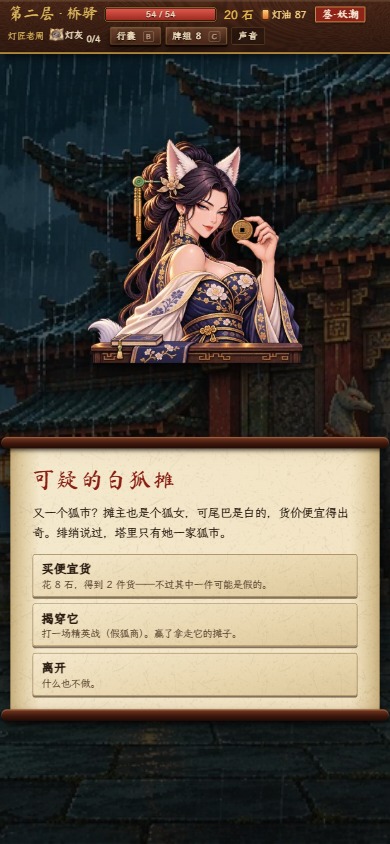 第二层·桥驿
54 / 54
20 石
灯油 87
签·妖潮
灯匠老周
灯灰 0/4
行囊 B
牌组 8 C
声音
可疑的白狐摊
又一个狐市？摊主也是个狐女，可尾巴是白的，货价便宜得出
奇。绯绡说过，塔里只有她一家狐市。
买便宜货
花 8 石，得到 2 件货——不过其中一件可能是假的。
揭穿它
打一场精英战（假狐商）。赢了拿走它的摊子。
离开
什么也不做。